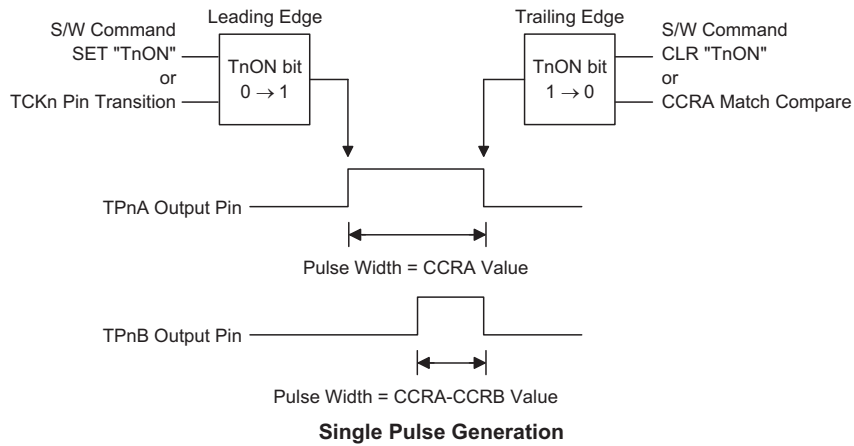 Leading Edge
S/W Command
SET "TnON"
or
TCKn Pin Transition
TnON bit
0 → 1
Trailing Edge
TnON bit
1 → 0
S/W Command
CLR "TnON"
or
CCRA Match Compare
TPnA Output Pin
Pulse Width = CCRA Value
TPnB Output Pin
Pulse Width = CCRA-CCRB Value
Single Pulse Generation